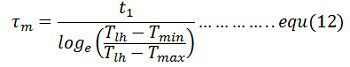 τ_m = t_1 / log_e((T_lh − T_min) / (T_lh − T_max)) … … … … .. equ(12)